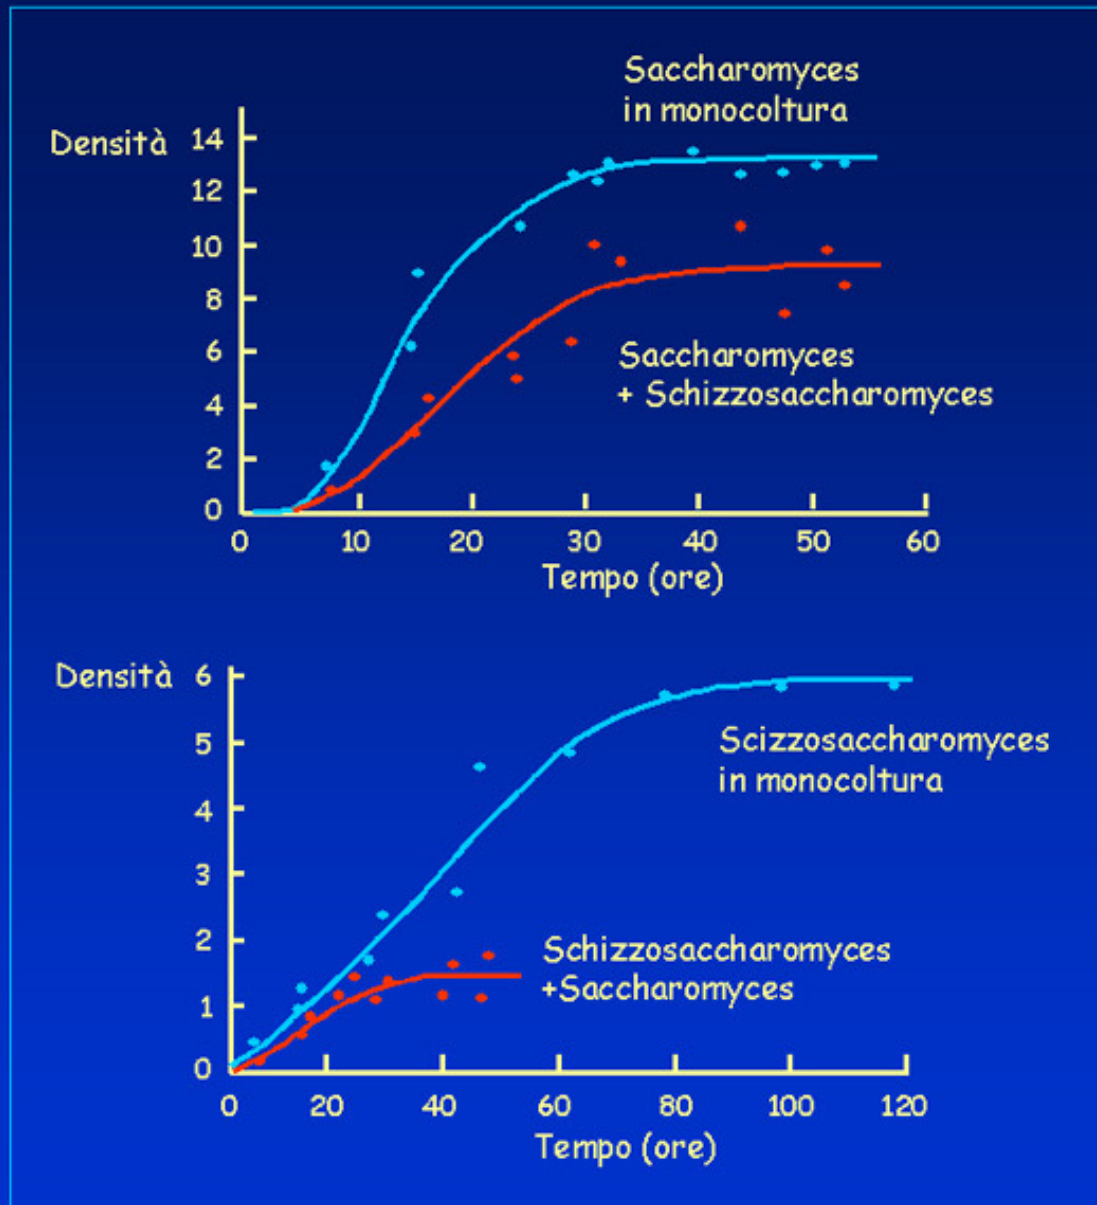 Saccharomyces
in monocoltura
Densità
14
12
10
8
6
4
2
0
Saccharomyces
+ Schizzosaccharomyces
0 10 20 30 40 50 60
Tempo (ore)
Densità
6
5
4
3
2
1
0
Scizzosaccharomyces
in monocoltura
Schizzosaccharomyces
+Saccharomyces
0 20 40 60 80 100 120
Tempo (ore)